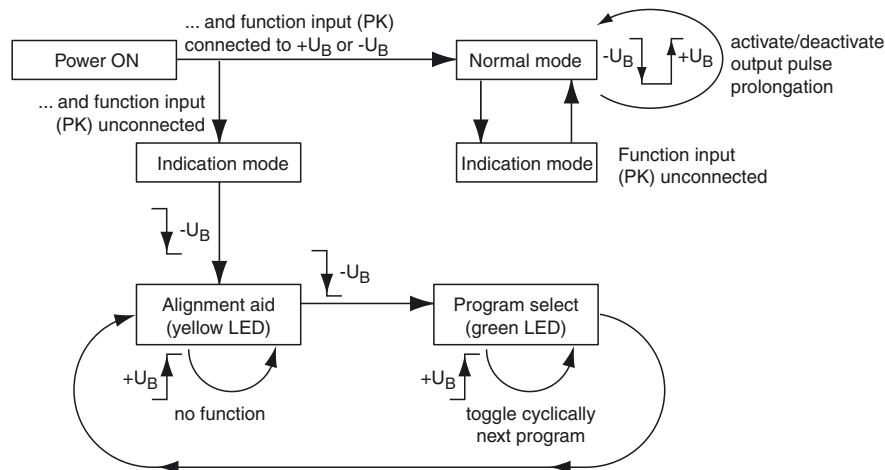 ... and function input (PK)
connected to +UB or -UB
Power ON
Normal mode
-UB
+UB
activate/deactivate
output pulse
prolongation
... and function input
(PK) unconnected
Indication mode
Indication mode
Function input
(PK) unconnected
-UB
-UB
Alignment aid
(yellow LED)
Program select
(green LED)
+UB
no function
+UB
toggle cyclically
next program